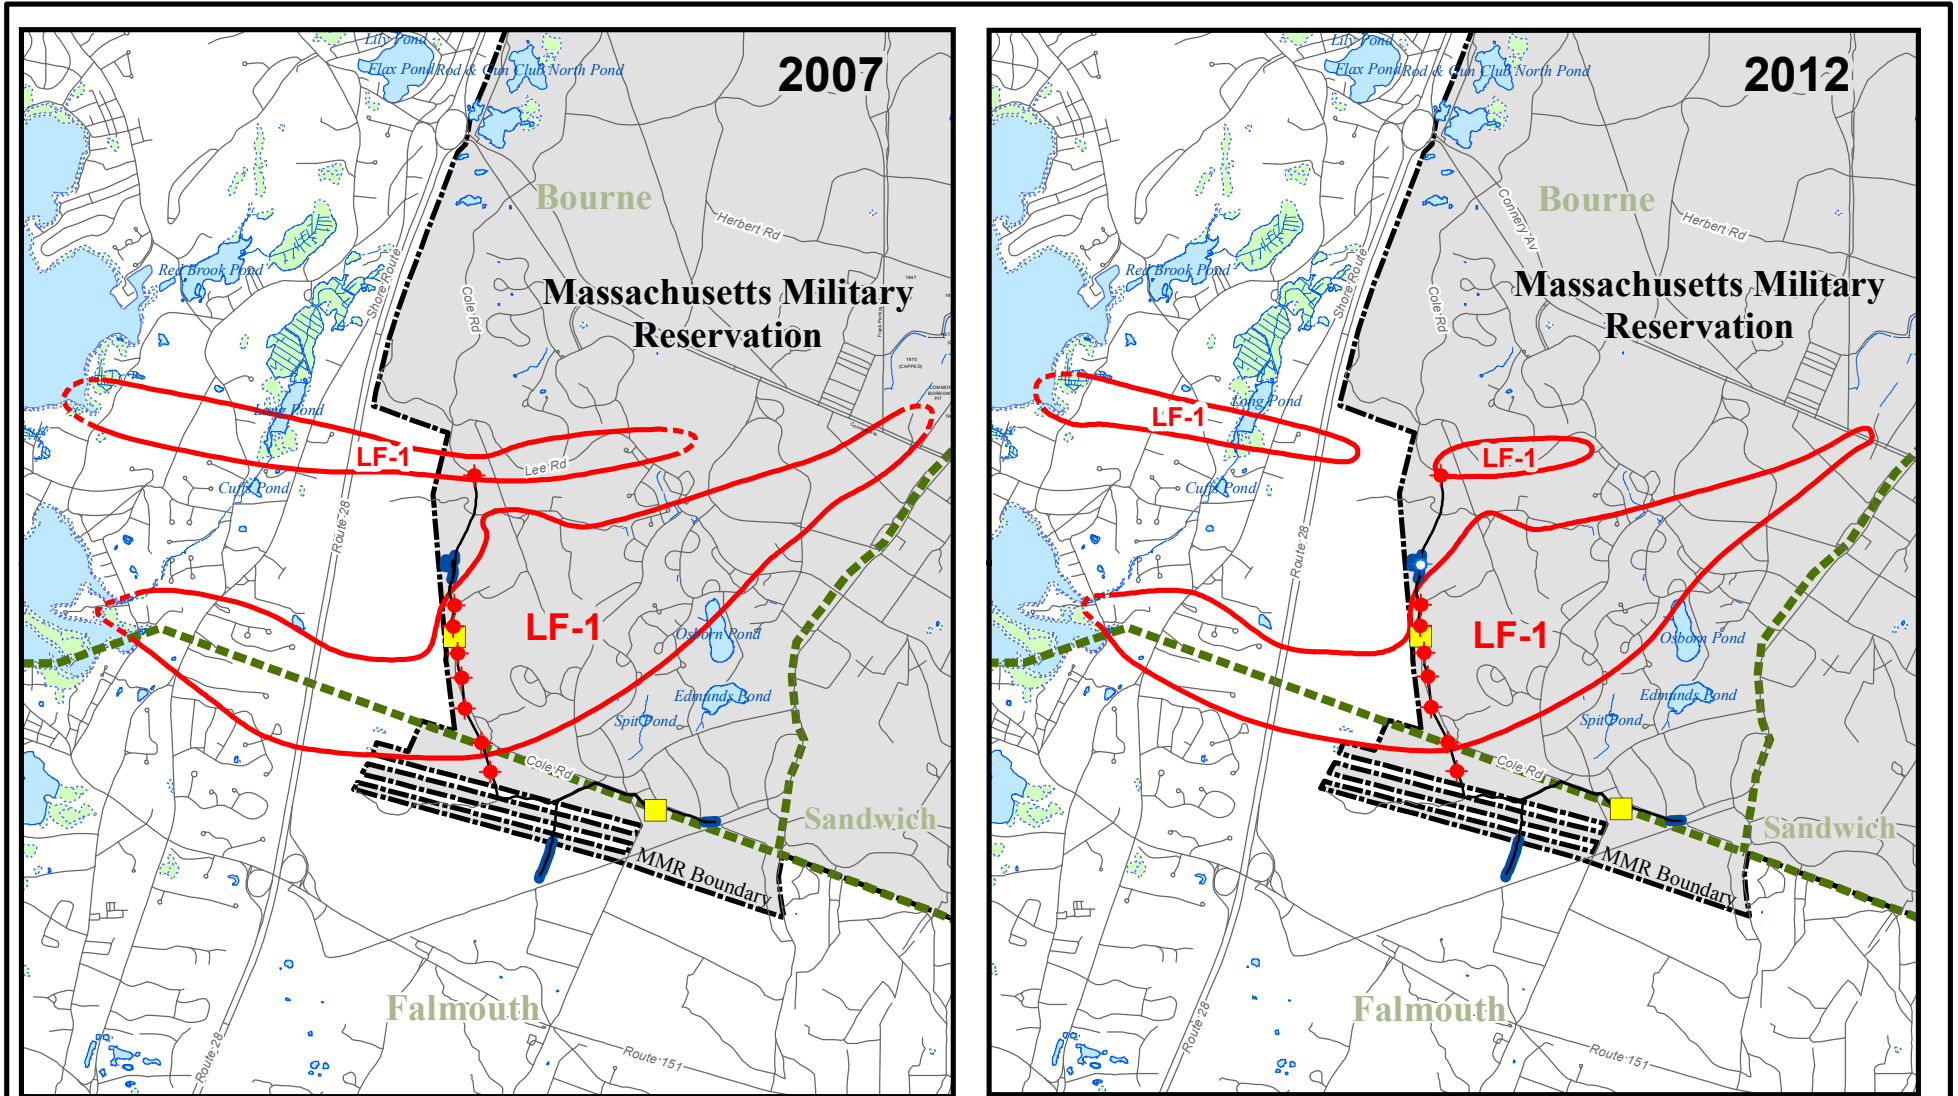 2007
Lily Pond
Flax Pond
Rod & Gun Club North Pond
Bourne
Herbert Rd
Red Brook Pond
Shore Route
Cole Rd
Massachusetts Military
Reservation
1947
1970
(CAPPED)
Long Pond
LF-1
Lee Rd
Cuffs Pond
Route 28
LF-1
Osborn Pond
Edmunds Pond
Spit Pond
Cole Rd
Sandwich
MMR Boundary
Falmouth
Route 28
Route 151
2012
Lily Pond
Flax Pond
Rod & Gun Club North Pond
Bourne
Connery Av
Herbert Rd
Red Brook Pond
Shore Route
Cole Rd
Massachusetts Military
Reservation
Long Pond
LF-1
LF-1
Cuffs Pond
Route 28
LF-1
Osborn Pond
Edmunds Pond
Spit Pond
Cole Rd
Sandwich
MMR Boundary
Falmouth
Route 28
Route 151